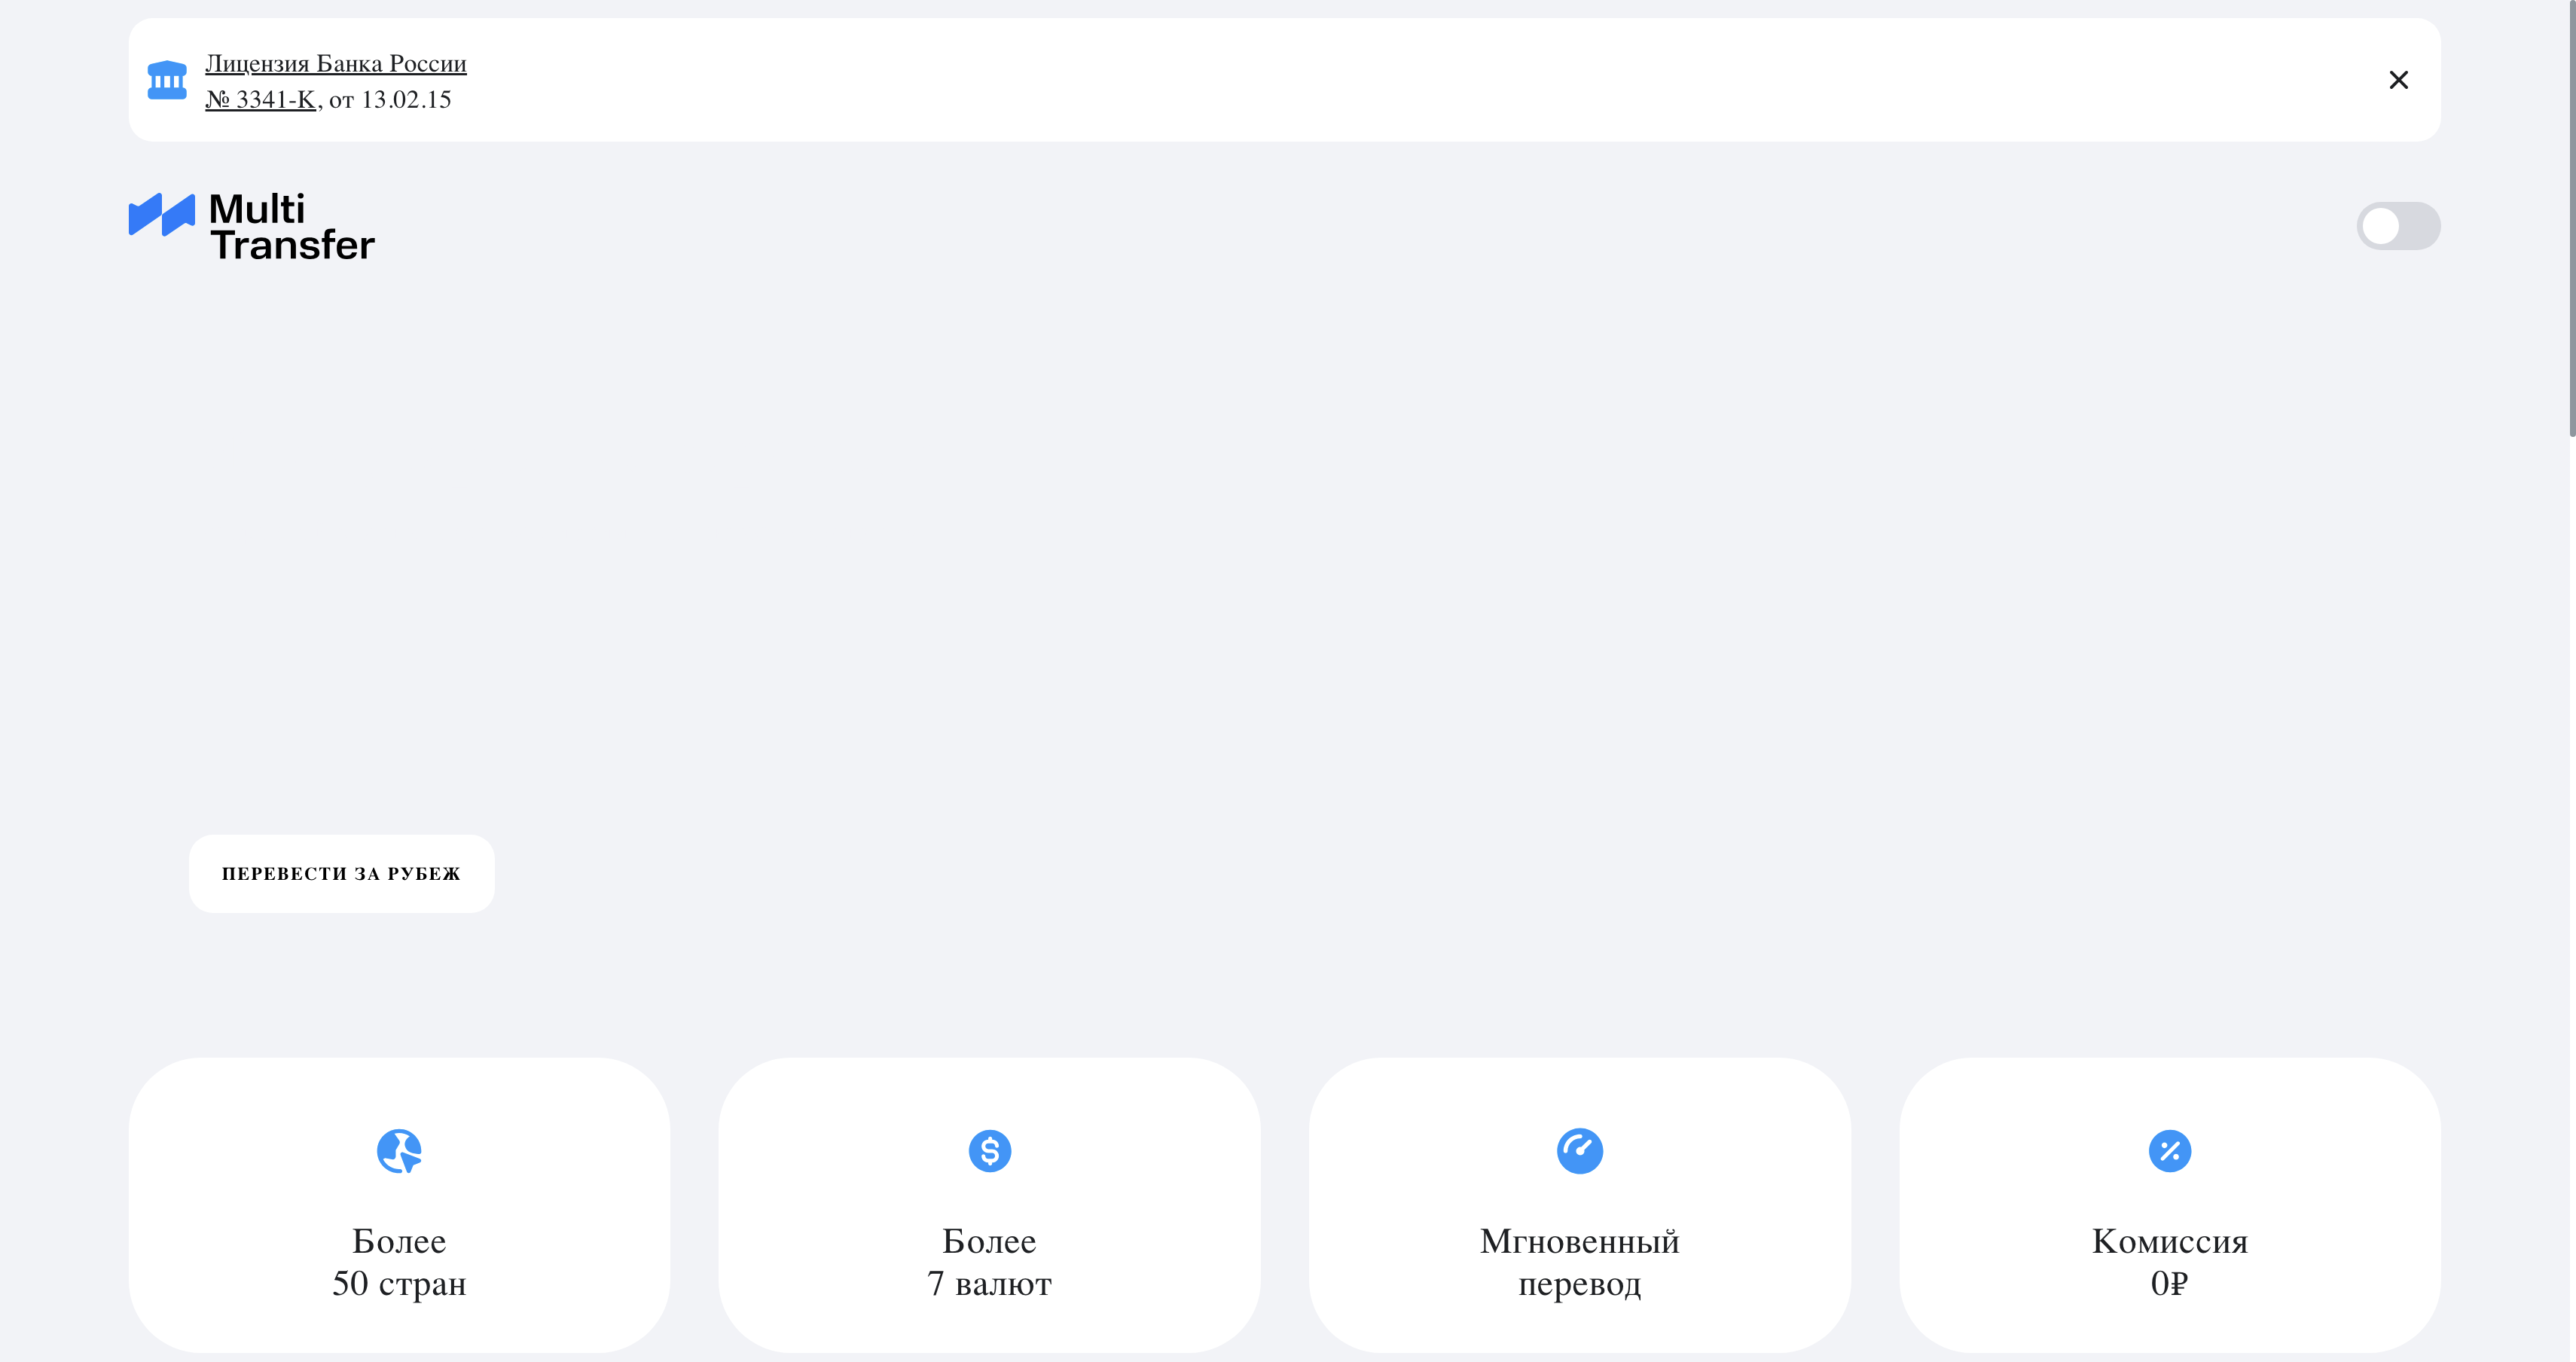 Лицензия Банка России
№ 3341-K, от 13.02.15
Multi
Transfer
ПЕРЕВЕСТИ ЗА РУБЕЖ
Более
50 стран
Более
7 валют
Мгновенный
перевод
Комиссия
0₽